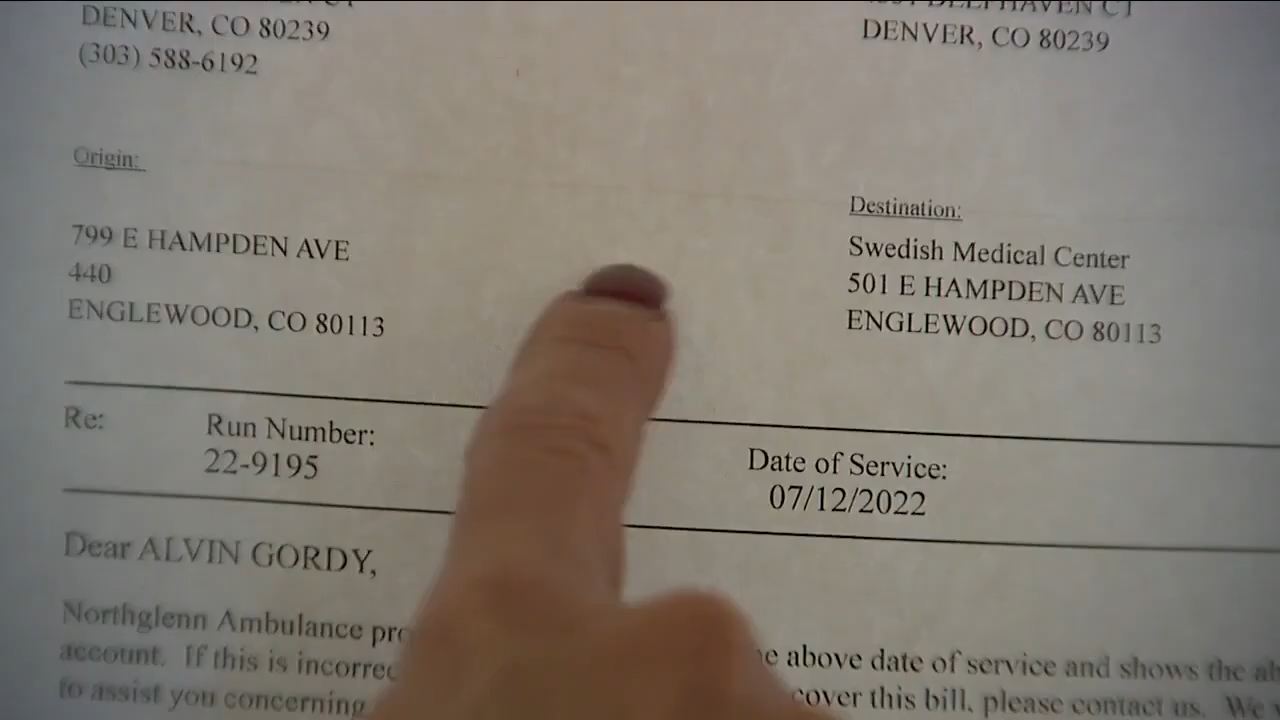 DENVER, CO 80239
(303) 588-6192
DENVER, CO 80239
Origin:
799 E HAMPDEN AVE
440
ENGLEWOOD, CO 80113
Destination:
Swedish Medical Center
501 E HAMPDEN AVE
ENGLEWOOD, CO 80113
Re:
Run Number:
22-9195
Date of Service:
07/12/2022
Dear ALVIN GORDY,
Northglenn Ambulance
above date of service and shows the
account. If this is
cover this bill, please contact us. We
to assist you concerning